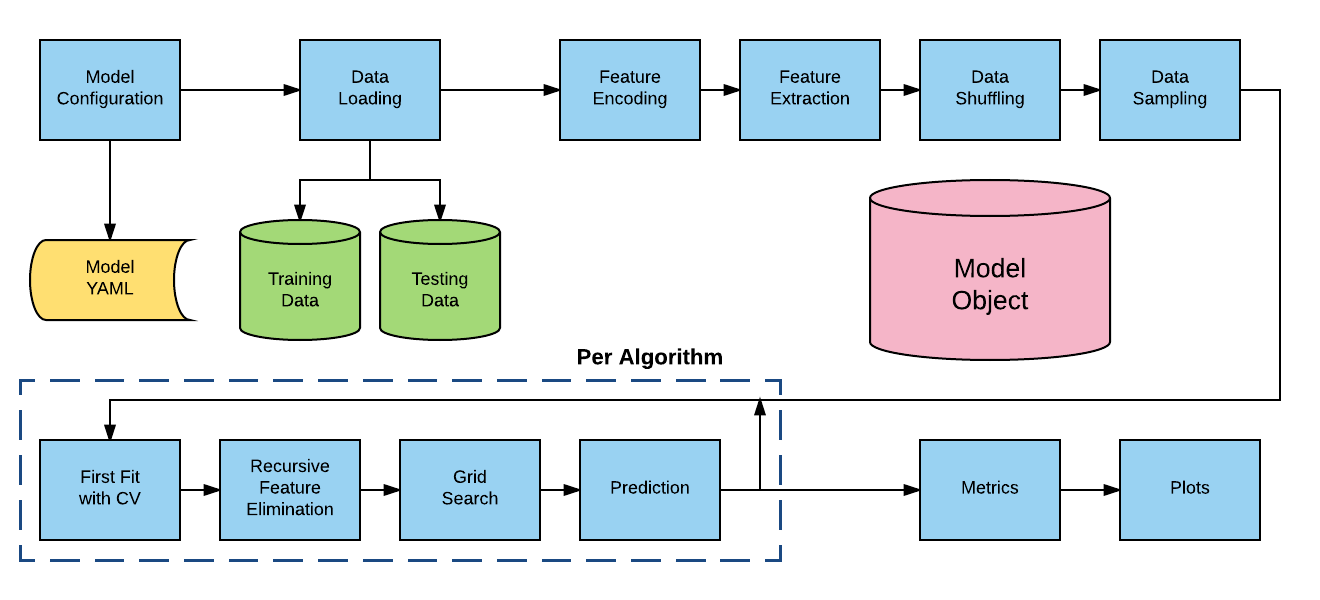 Model
Configuration
Data
Loading
Feature
Encoding
Feature
Extraction
Data
Shuffling
Data
Sampling
Model
YAML
Training
Data
Testing
Data
Model
Object
Per Algorithm
First Fit
with CV
Recursive
Feature
Elimination
Grid
Search
Prediction
Metrics
Plots